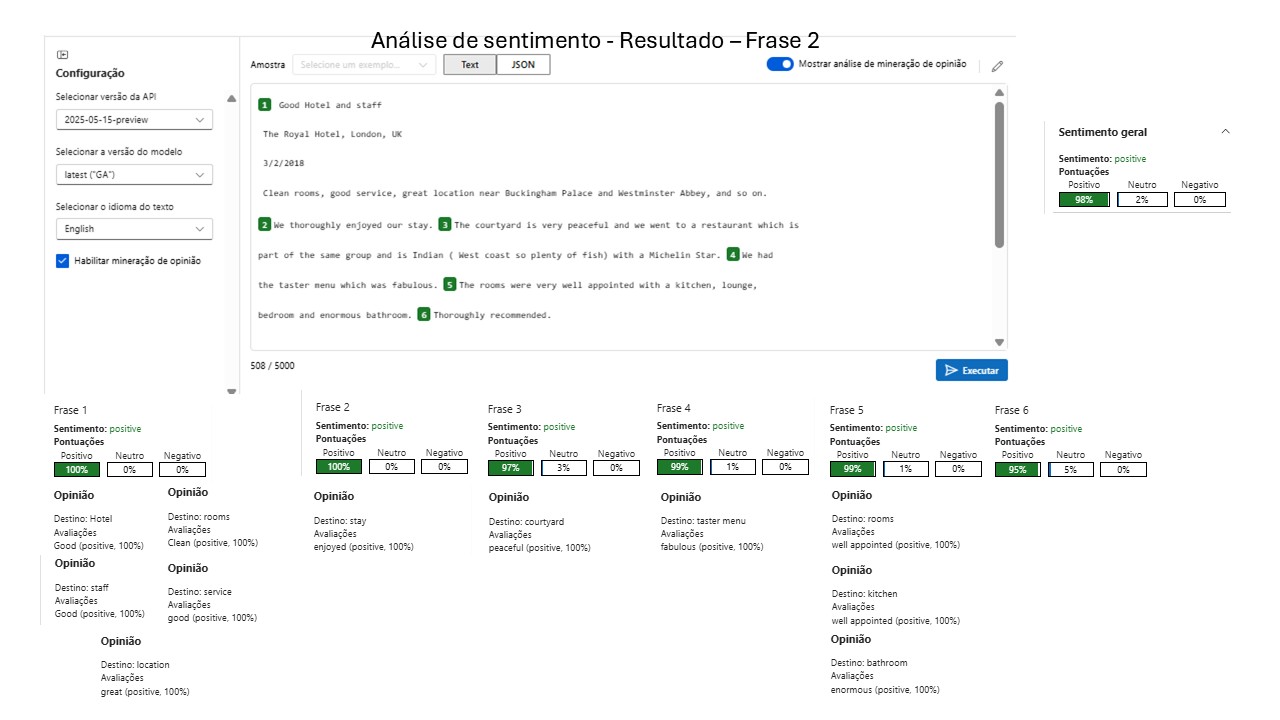 Análise de sentimento - Resultado – Frase 2
Configuração
Selecionar versão da API
2025-05-15-preview
Selecionar a versão do modelo
latest ("GA")
Selecionar o idioma do texto
English
Habilitar mineração de opinião
Amostra
Selecione um exemplo...
Text
JSON
Mostrar análise de mineração de opinião
1 Good Hotel and staff
The Royal Hotel, London, UK
3/2/2018
Clean rooms, good service, great location near Buckingham Palace and Westminster Abbey, and so on.
2 We thoroughly enjoyed our stay. 3 The courtyard is very peaceful and we went to a restaurant which is
part of the same group and is Indian ( West coast so plenty of fish) with a Michelin Star. 4 We had
the taster menu which was fabulous. 5 The rooms were very well appointed with a kitchen, lounge,
bedroom and enormous bathroom. 6 Thoroughly recommended.
508 / 5000
Executar
Sentimento geral
Sentimento: positive
Pontuações
Positivo Neutro Negativo
98% 2% 0%
Frase 1
Sentimento: positive
Pontuações
Positivo Neutro Negativo
100% 0% 0%
Opinião
Destino: Hotel
Avaliações
Good (positive, 100%)
Opinião
Destino: rooms
Avaliações
Clean (positive, 100%)
Opinião
Destino: staff
Avaliações
Good (positive, 100%)
Opinião
Destino: service
Avaliações
good (positive, 100%)
Opinião
Destino: location
Avaliações
great (positive, 100%)
Frase 2
Sentimento: positive
Pontuações
Positivo Neutro Negativo
100% 0% 0%
Opinião
Destino: stay
Avaliações
enjoyed (positive, 100%)
Frase 3
Sentimento: positive
Pontuações
Positivo Neutro Negativo
97% 3% 0%
Opinião
Destino: courtyard
Avaliações
peaceful (positive, 100%)
Frase 4
Sentimento: positive
Pontuações
Positivo Neutro Negativo
99% 1% 0%
Opinião
Destino: taster menu
Avaliações
fabulous (positive, 100%)
Frase 5
Sentimento: positive
Pontuações
Positivo Neutro Negativo
99% 1% 0%
Opinião
Destino: rooms
Avaliações
well appointed (positive, 100%)
Opinião
Destino: kitchen
Avaliações
well appointed (positive, 100%)
Opinião
Destino: bathroom
Avaliações
enormous (positive, 100%)
Frase 6
Sentimento: positive
Pontuações
Positivo Neutro Negativo
95% 5% 0%